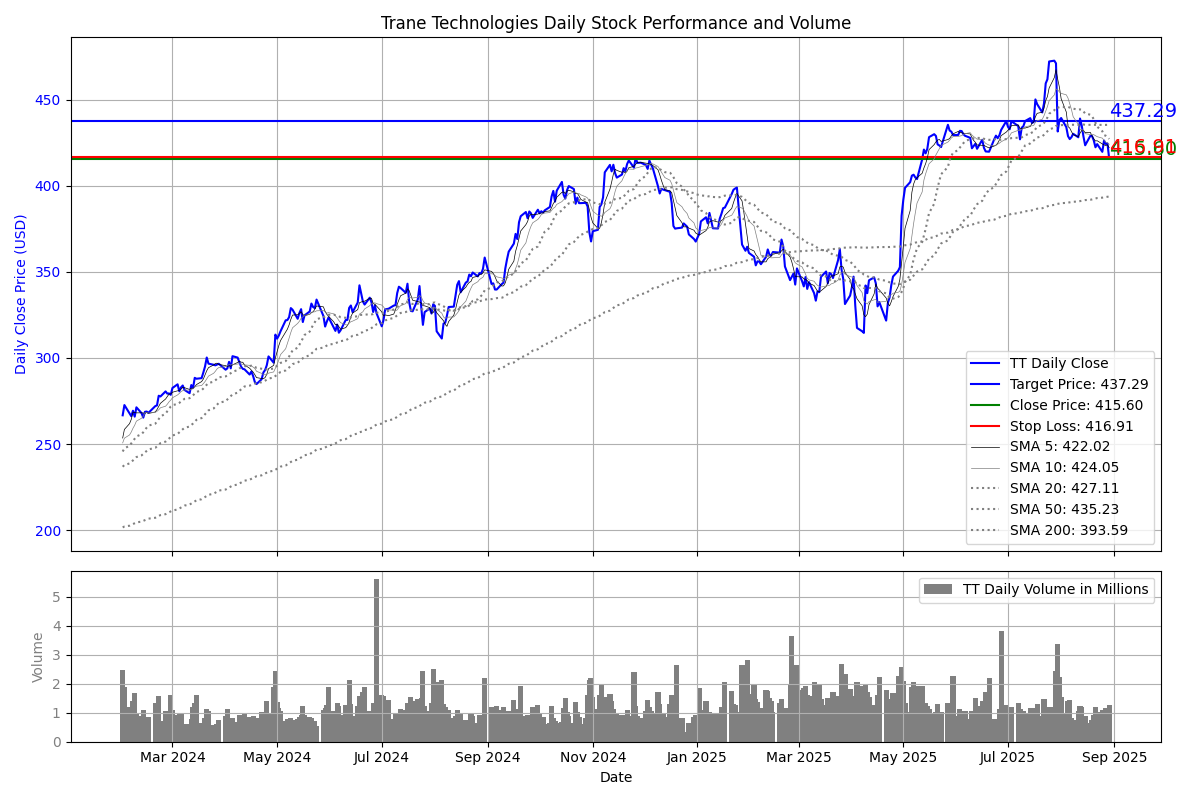 Trane Technologies Daily Stock Performance and Volume
Daily Close Price (USD)
450
400
350
300
250
200
437.29
416.91
415.60
TT Daily Close
Target Price: 437.29
Close Price: 415.60
Stop Loss: 416.91
SMA 5: 422.02
SMA 10: 424.05
SMA 20: 427.11
SMA 50: 435.23
SMA 200: 393.59
Volume
5
4
3
2
1
0
TT Daily Volume in Millions
Mar 2024 May 2024 Jul 2024 Sep 2024 Nov 2024 Jan 2025 Mar 2025 May 2025 Jul 2025 Sep 2025
Date